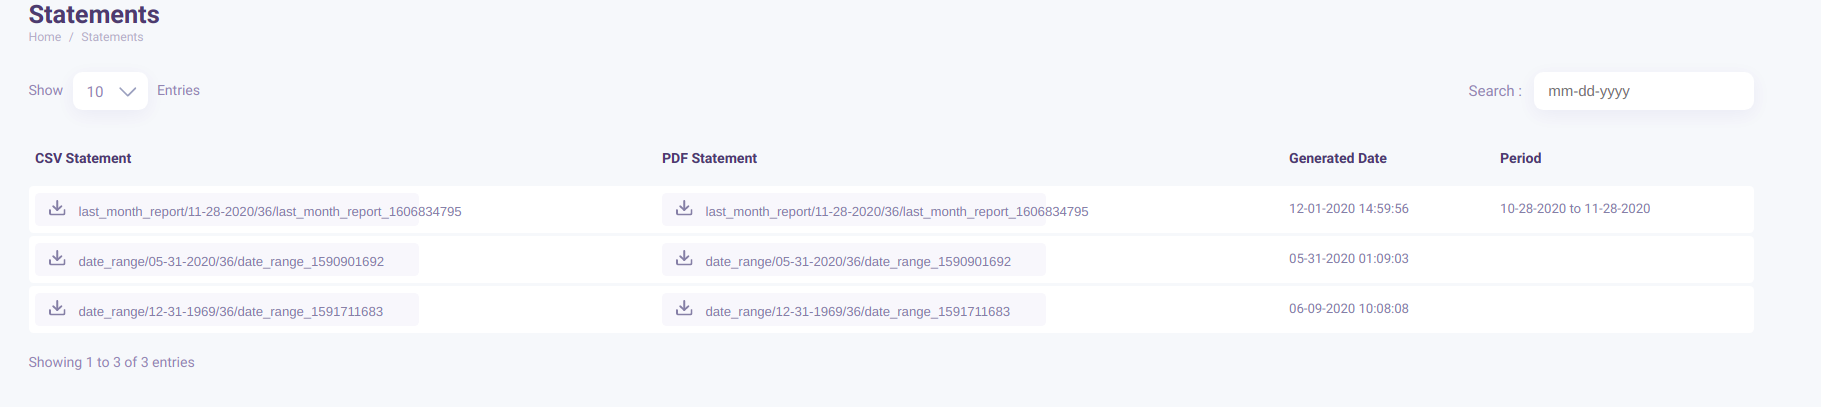 Statements
Home / Statements
Show 10 Entries
Search : mm-dd-yyyy
CSV Statement PDF Statement Generated Date Period
last_month_report/11-28-2020/36/last_month_report_1606834795 last_month_report/11-28-2020/36/last_month_report_1606834795 12-01-2020 14:59:56 10-28-2020 to 11-28-2020
date_range/05-31-2020/36/date_range_1590901692 date_range/05-31-2020/36/date_range_1590901692 05-31-2020 01:09:03
date_range/12-31-1969/36/date_range_1591711683 date_range/12-31-1969/36/date_range_1591711683 06-09-2020 10:08:08
Showing 1 to 3 of 3 entries